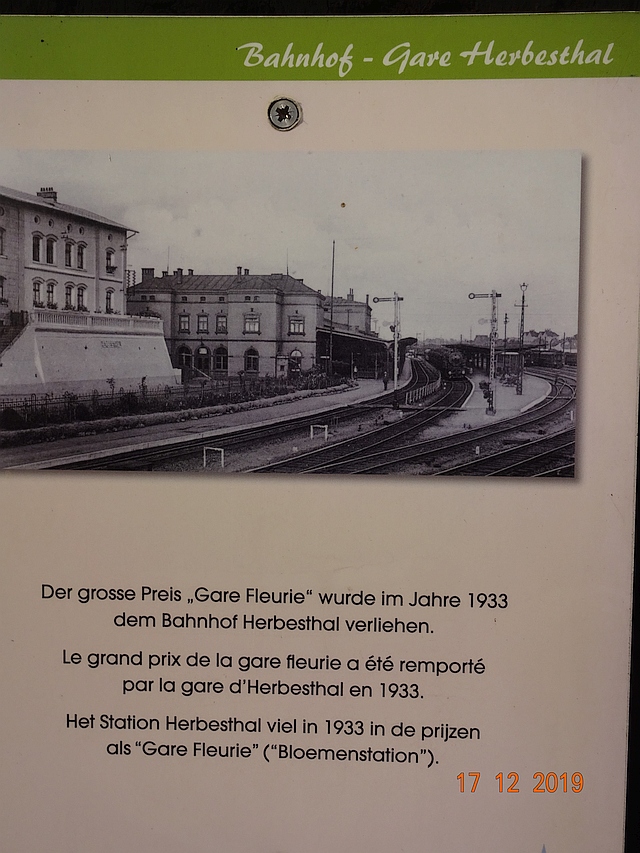 Bahnhof - Gare Herbesthal
Der grosse Preis „Gare Fleurie“ wurde im Jahre 1933
dem Bahnhof Herbesthal verliehen.
Le grand prix de la gare fleurie a été remporté
par la gare d'Herbesthal en 1933.
Het Station Herbesthal viel in 1933 in de prijzen
als “Gare Fleurie” (“Bloemenstation”).
17 12 2019